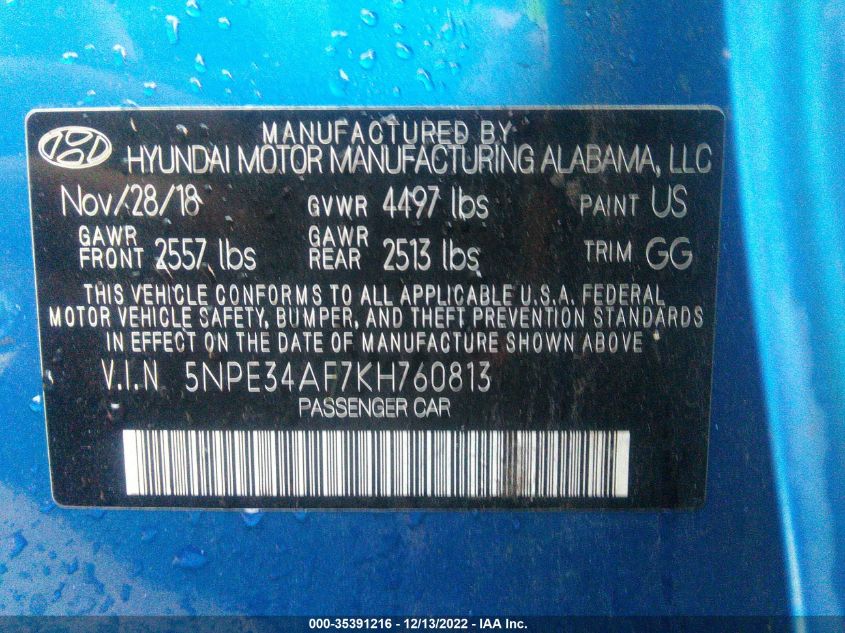 MANUFACTURED BY
HYUNDAI MOTOR MANUFACTURING ALABAMA, LLC
Nov/28/18 GVWR 4497 lbs PAINT US
GAWR FRONT 2557 lbs GAWR REAR 2513 lbs TRIM GG
THIS VEHICLE CONFORMS TO ALL APPLICABLE U.S.A. FEDERAL
MOTOR VEHICLE SAFETY, BUMPER, AND THEFT PREVENTION STANDARDS
IN EFFECT ON THE DATE OF MANUFACTURE SHOWN ABOVE
V.I.N 5NPE34AF7KH760813
PASSENGER CAR
000-35391216 - 12/13/2022 - IAA Inc.